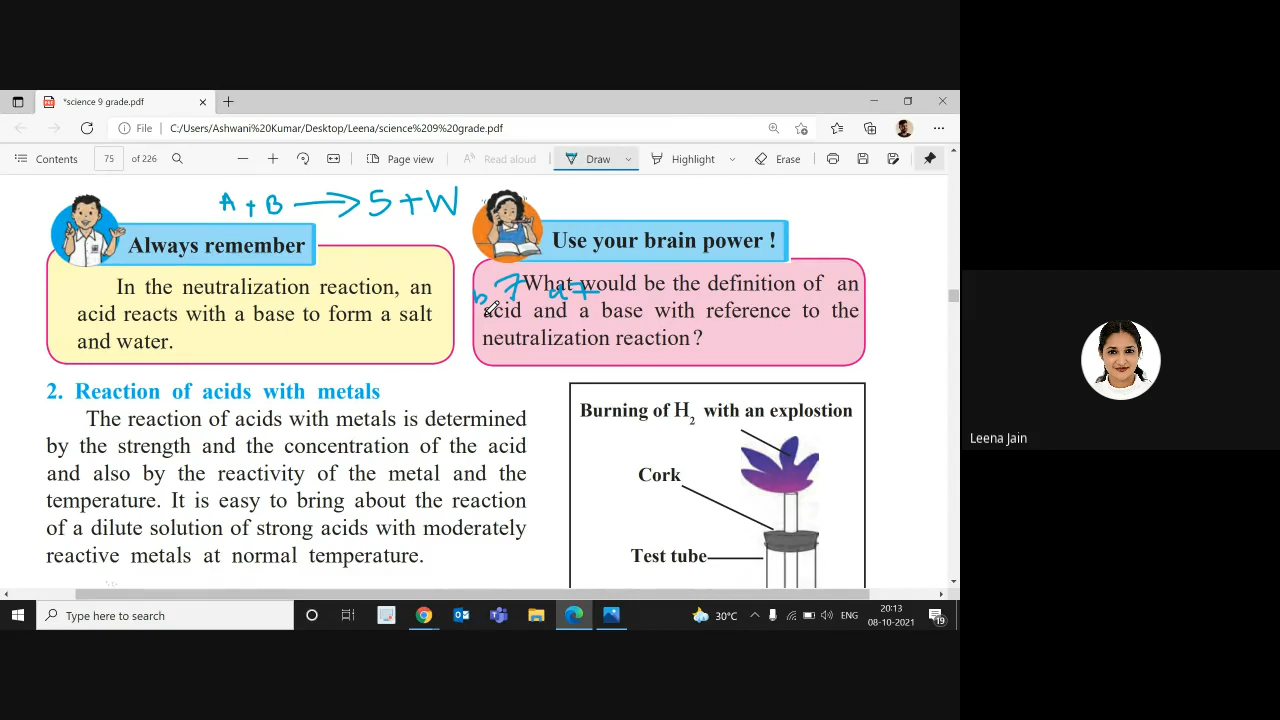 *science 9 grade.pdf
File C:/Users/Ashwani%20Kumar/Desktop/Leena/science%209%20grade.pdf
Contents 75 of 226 Page view Read aloud Draw Highlight Erase
A + B → S + W
Always remember
In the neutralization reaction, an
acid reacts with a base to form a salt
and water.
Use your brain power !
b 7 a 7
What would be the definition of an
acid and a base with reference to the
neutralization reaction ?
2. Reaction of acids with metals
The reaction of acids with metals is determined
by the strength and the concentration of the acid
and also by the reactivity of the metal and the
temperature. It is easy to bring about the reaction
of a dilute solution of strong acids with moderately
reactive metals at normal temperature.
Burning of H₂ with an explostion
Cork
Test tube
Leena Jain
Type here to search
30°C ENG 20:13
08-10-2021 19